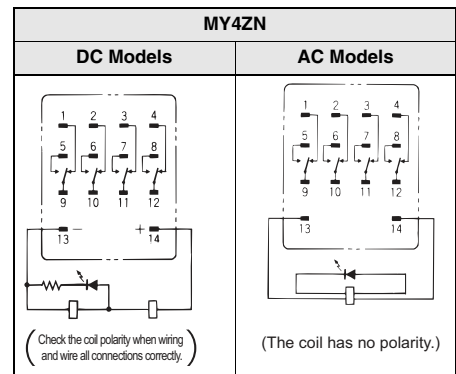 MY4ZN
DC Models
AC Models
1 2 3 4
5 6 7 8
9 10 11 12
13 − + 14
(Check the coil polarity when wiring
and wire all connections correctly.)
1 2 3 4
5 6 7 8
9 10 11 12
13 14
(The coil has no polarity.)